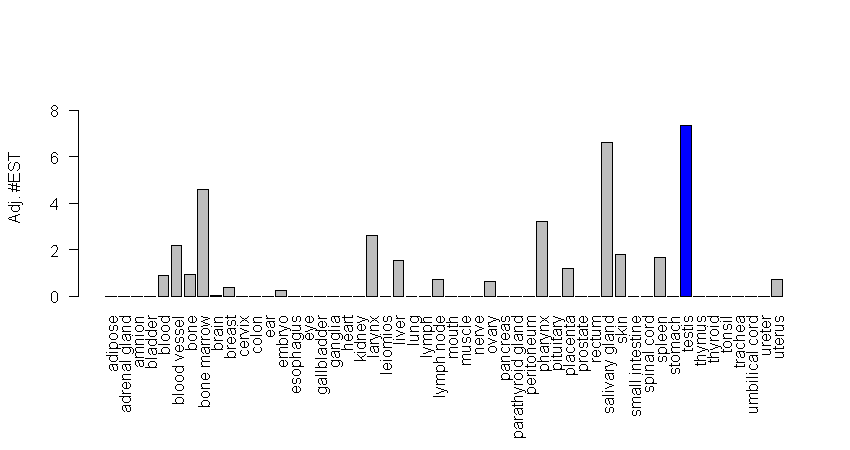 Adj. #EST
8
6
4
2
0
adipose
adrenal gland
amnion
bladder
blood
blood vessel
bone
bone marrow
brain
breast
cervix
colon
ear
embryo
esophagus
eye
gallbladder
ganglia
heart
kidney
larynx
leiomios
liver
lung
lymph
lymph node
mouth
muscle
nerve
ovary
pancreas
parathyroid gland
peritoneum
pharynx
pituitary
placenta
prostate
rectum
salivary gland
skin
small intestine
spinal cord
spleen
stomach
testis
thymus
thyroid
tonsil
trachea
umbilical cord
ureter
uterus